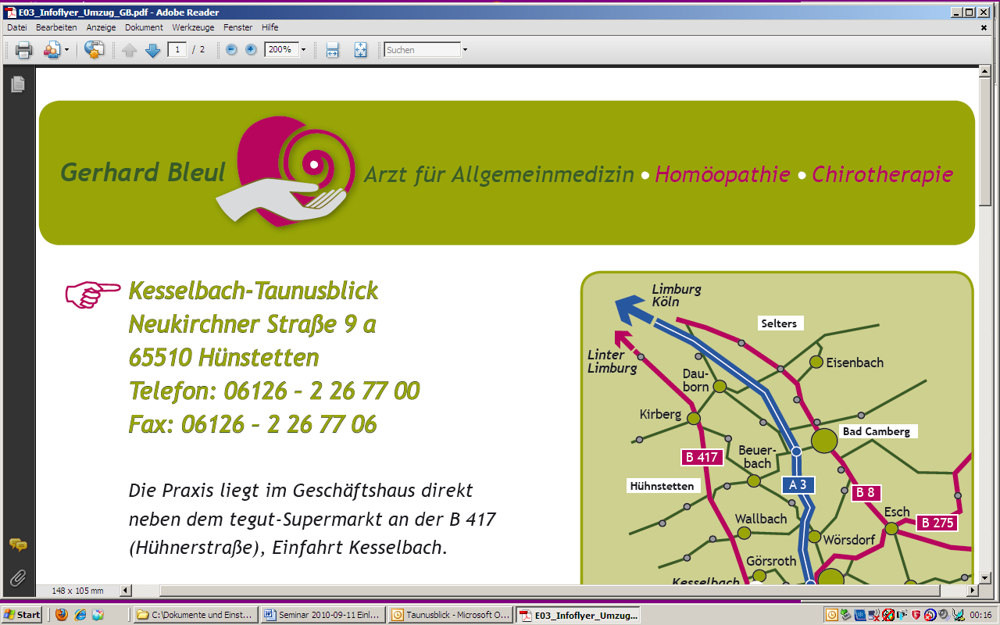 E03_Infoflyer_Umzug_GB.pdf - Adobe Reader
Datei Bearbeiten Anzeige Dokument Werkzeuge Fenster Hilfe
1 / 2 200% Suchen
Gerhard Bleul Arzt für Allgemeinmedizin • Homöopathie • Chirotherapie
Kesselbach-Taunusblick
Neukirchner Straße 9 a
65510 Hünstetten
Telefon: 06126 – 2 26 77 00
Fax: 06126 – 2 26 77 06
Die Praxis liegt im Geschäftshaus direkt
neben dem tegut-Supermarkt an der B 417
(Hühnerstraße), Einfahrt Kesselbach.
Limburg
Köln
Selters
Linter
Limburg
Eisenbach
Dau-
born
Kirberg
Bad Camberg
Beuer-
bach
B 417
Hühnstetten
A 3
B 8
Esch
Wallbach
B 275
Wörsdorf
Görsroth
Kesselbach
148 x 105 mm
Start C:\Dokumente und Einst... Seminar 2010-09-11 Einl... Taunusblick - Microsoft O... E03_Infoflyer_Umzug... 00:16